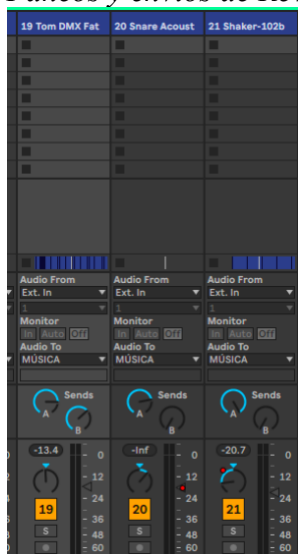 19 Tom DMX Fat 20 Snare Acoust 21 Shaker-102b
Audio From Audio From Audio From
Ext. In Ext. In Ext. In
1 1 1
Monitor Monitor Monitor
In Auto Off In Auto Off In Auto Off
Audio To Audio To Audio To
MÚSICA MÚSICA MÚSICA
Sends Sends Sends
A B A B A B
-13.4 0 -Inf 0 -20.7 0
12 12 12
24 24 24
19 20 21
36 36 36
S 48 S 48 S 48
60 60 60